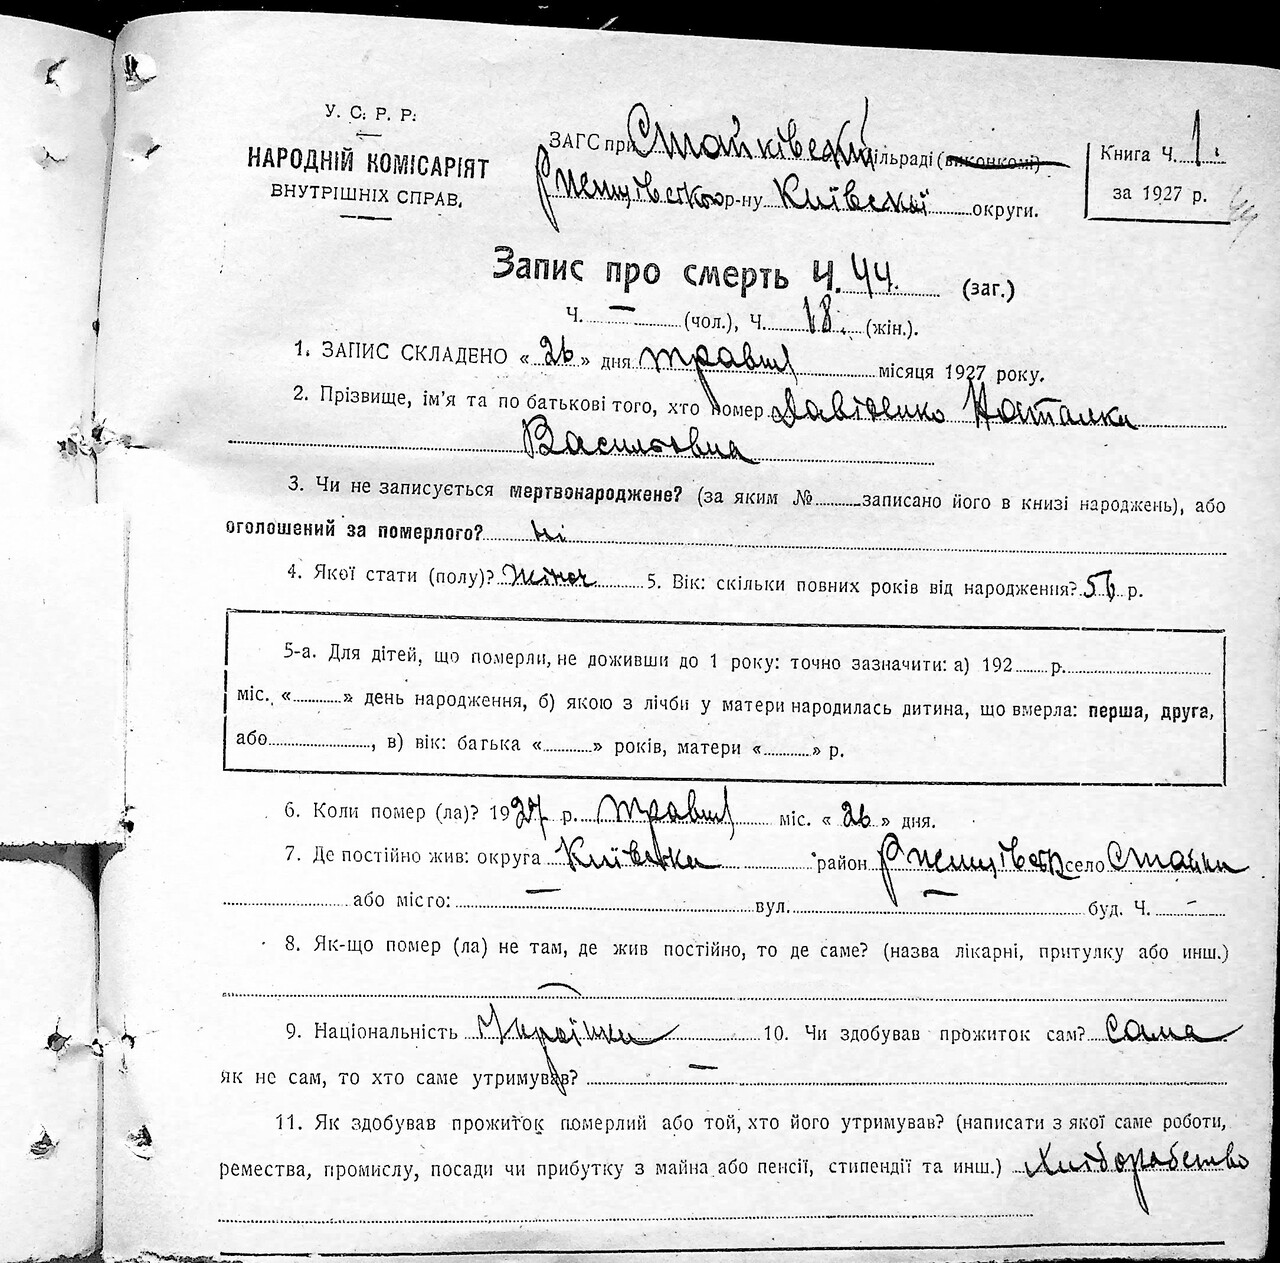 У. С. Р. Р.
НАРОДНІЙ КОМІСАРІЯТ
ВНУТРІШНІХ СПРАВ.
ЗАГС при Стайківській сільраді (виконкомі)
Ржищівського р-ну Київської округи.
Книга Ч. 1.
за 1927 р.
44
Запис про смерть Ч. 44. (заг.)
Ч. — (чол.), Ч. 18. (жін.).
1. ЗАПИС СКЛАДЕНО « 26 » дня травня місяця 1927 року.
2. Прізвище, ім'я та по батькові того, хто помер Давіденко Наталка
Васильовна
3. Чи не записується мертвонароджене? (за яким № записано його в книзі народжень), або
оголошений за померлого? ні
4. Якої стати (полу)? жіноч 5. Вік: скільки повних років від народження? 56 р.
5-а. Для дітей, що померли, не доживши до 1 року: точно зазначити: а) 192 р.
міс. « » день народження, б) якою з лічби у матери народилась дитина, що вмерла: перша, друга,
або , в) вік: батька « » років, матери « » р.
6. Коли помер (ла)? 1927 р. травня міс. « 26 » дня.
7. Де постійно жив: округа Київська район Ржищівськ село Стайки
або місто: — вул. — буд. Ч. —
8. Як-що помер (ла) не там, де жив постійно, то де саме? (назва лікарні, притулку або инш.)
—
9. Національність Українка 10. Чи здобував прожиток сам? сама
як не сам, то хто саме утримував? —
11. Як здобував прожиток померлий або той, хто його утримував? (написати з якої саме роботи,
ремества, промислу, посади чи прибутку з майна або пенсії, стипендії та инш.) Хліборобство